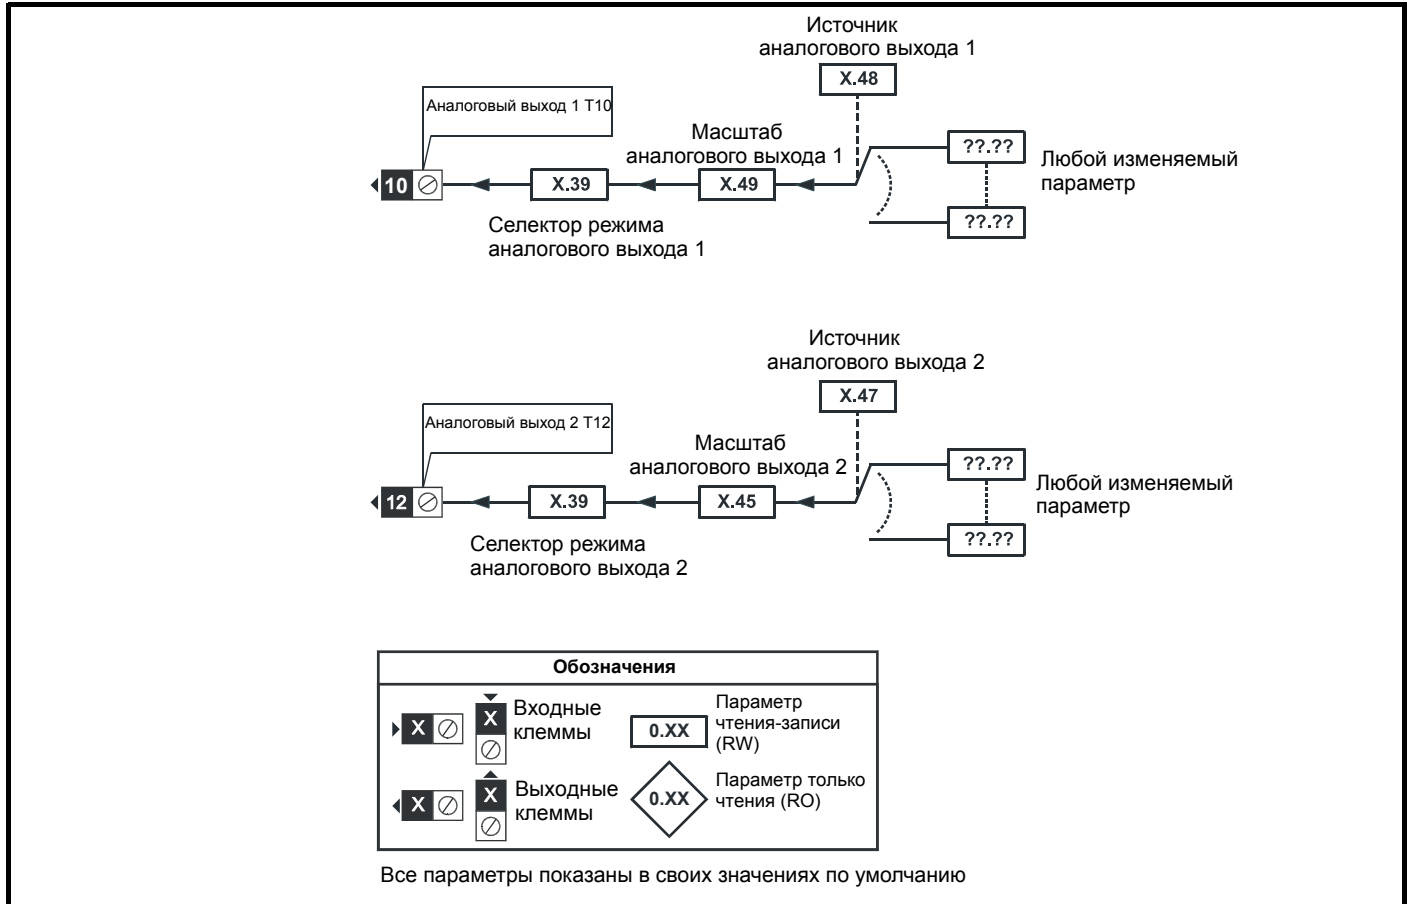 Источник
аналогового выхода 1
X.48
Аналоговый выход 1 T10
Масштаб
аналогового выхода 1
??.??
Любой изменяемый
параметр
10
X.39
X.49
??.??
Селектор режима
аналогового выхода 1
Источник
аналогового выхода 2
X.47
Аналоговый выход 2 T12
Масштаб
аналогового выхода 2
??.??
Любой изменяемый
параметр
12
X.39
X.45
??.??
Селектор режима
аналогового выхода 2
Обозначения
X
X
Входные
клеммы
0.XX
Параметр
чтения-записи
(RW)
X
X
Выходные
клеммы
0.XX
Параметр только
чтения (RO)
Все параметры показаны в своих значениях по умолчанию